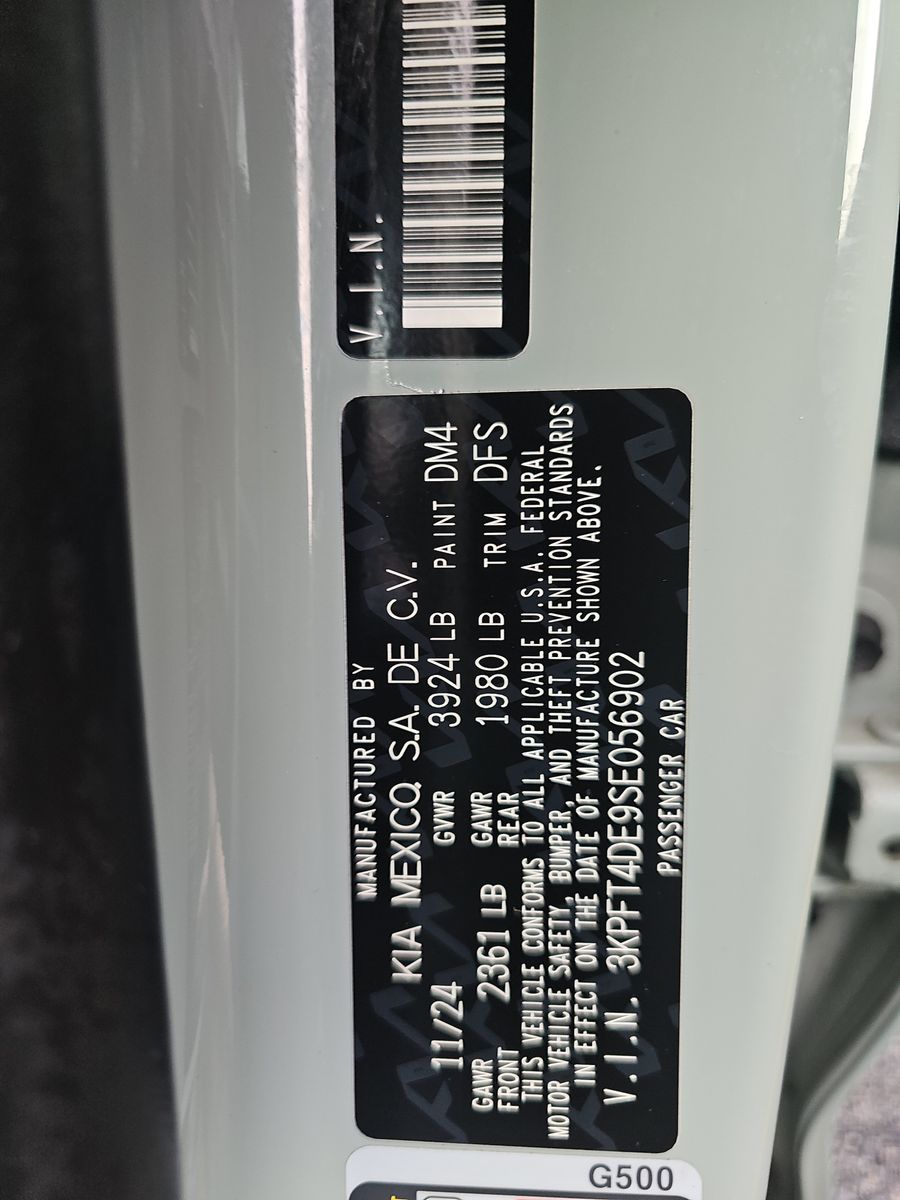 MANUFACTURED BY
KIA MEXICO, S.A. DE C.V.
11/24 GVWR 3924 LB PAINT DM4
GAWR FRONT 2361 LB GAWR REAR 1980 LB TRIM DFS
THIS VEHICLE CONFORMS TO ALL APPLICABLE U.S.A. FEDERAL
MOTOR VEHICLE SAFETY, BUMPER, AND THEFT PREVENTION STANDARDS
IN EFFECT ON THE DATE OF MANUFACTURE SHOWN ABOVE.
V.I.N. 3KPFT4DE9SE056902
PASSENGER CAR
V.I.N.
G500